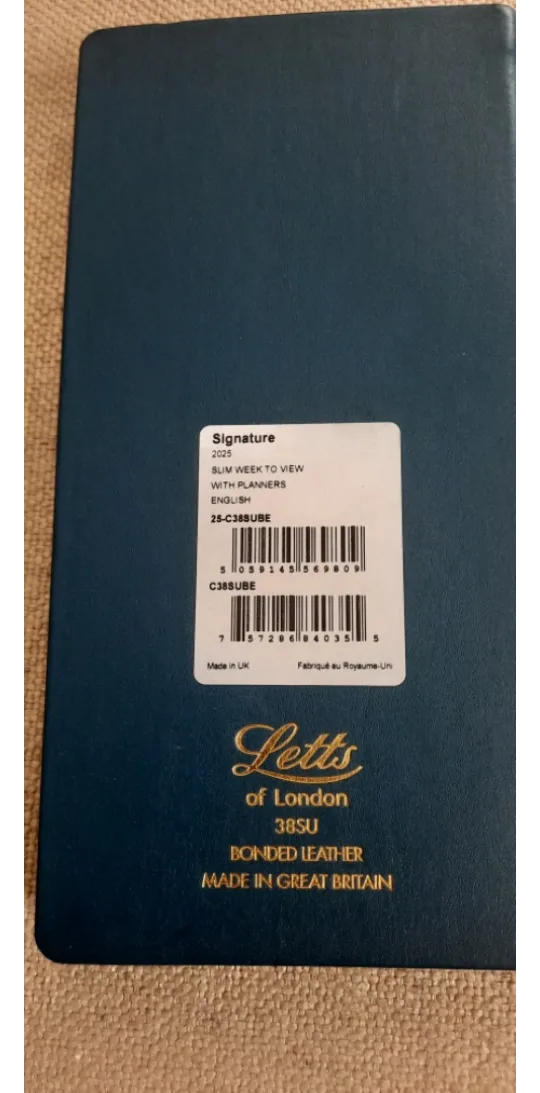 Signature
2025
SLIM WEEK TO VIEW
WITH PLANNERS
ENGLISH
25-C38SUBE
5 059145 569809
C38SUBE
7 57286 84035 5
Made in UK Fabriqué au Royaume-Uni
Letts
of London
38SU
BONDED LEATHER
MADE IN GREAT BRITAIN